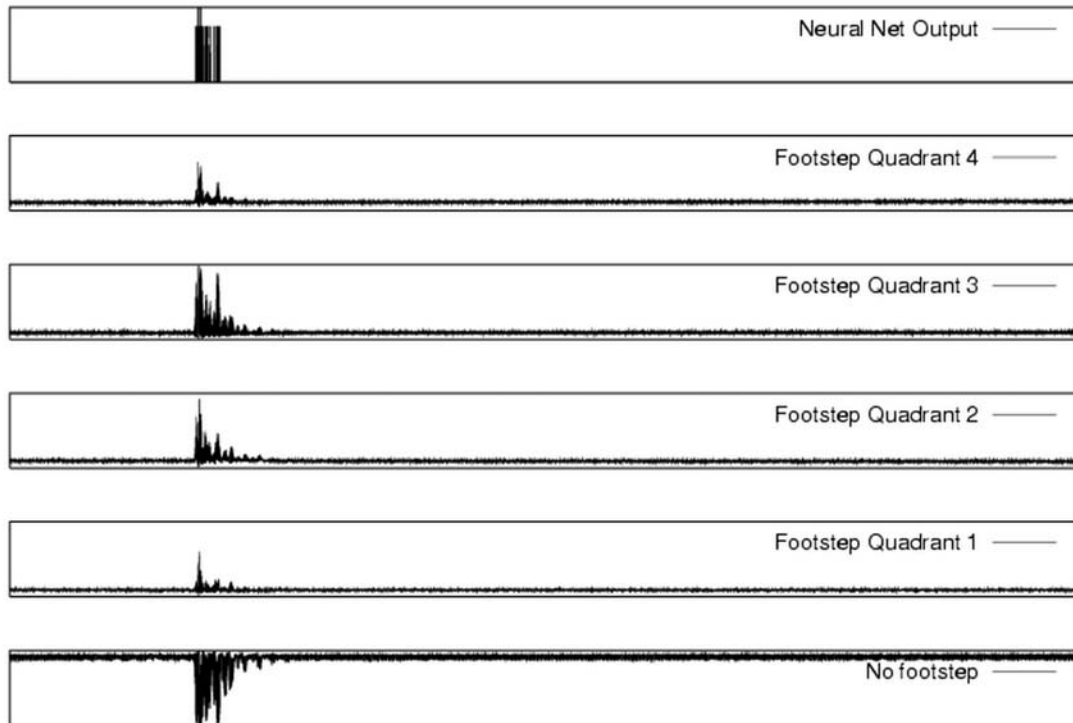 Neural Net Output
Footstep Quadrant 4
Footstep Quadrant 3
Footstep Quadrant 2
Footstep Quadrant 1
No footstep